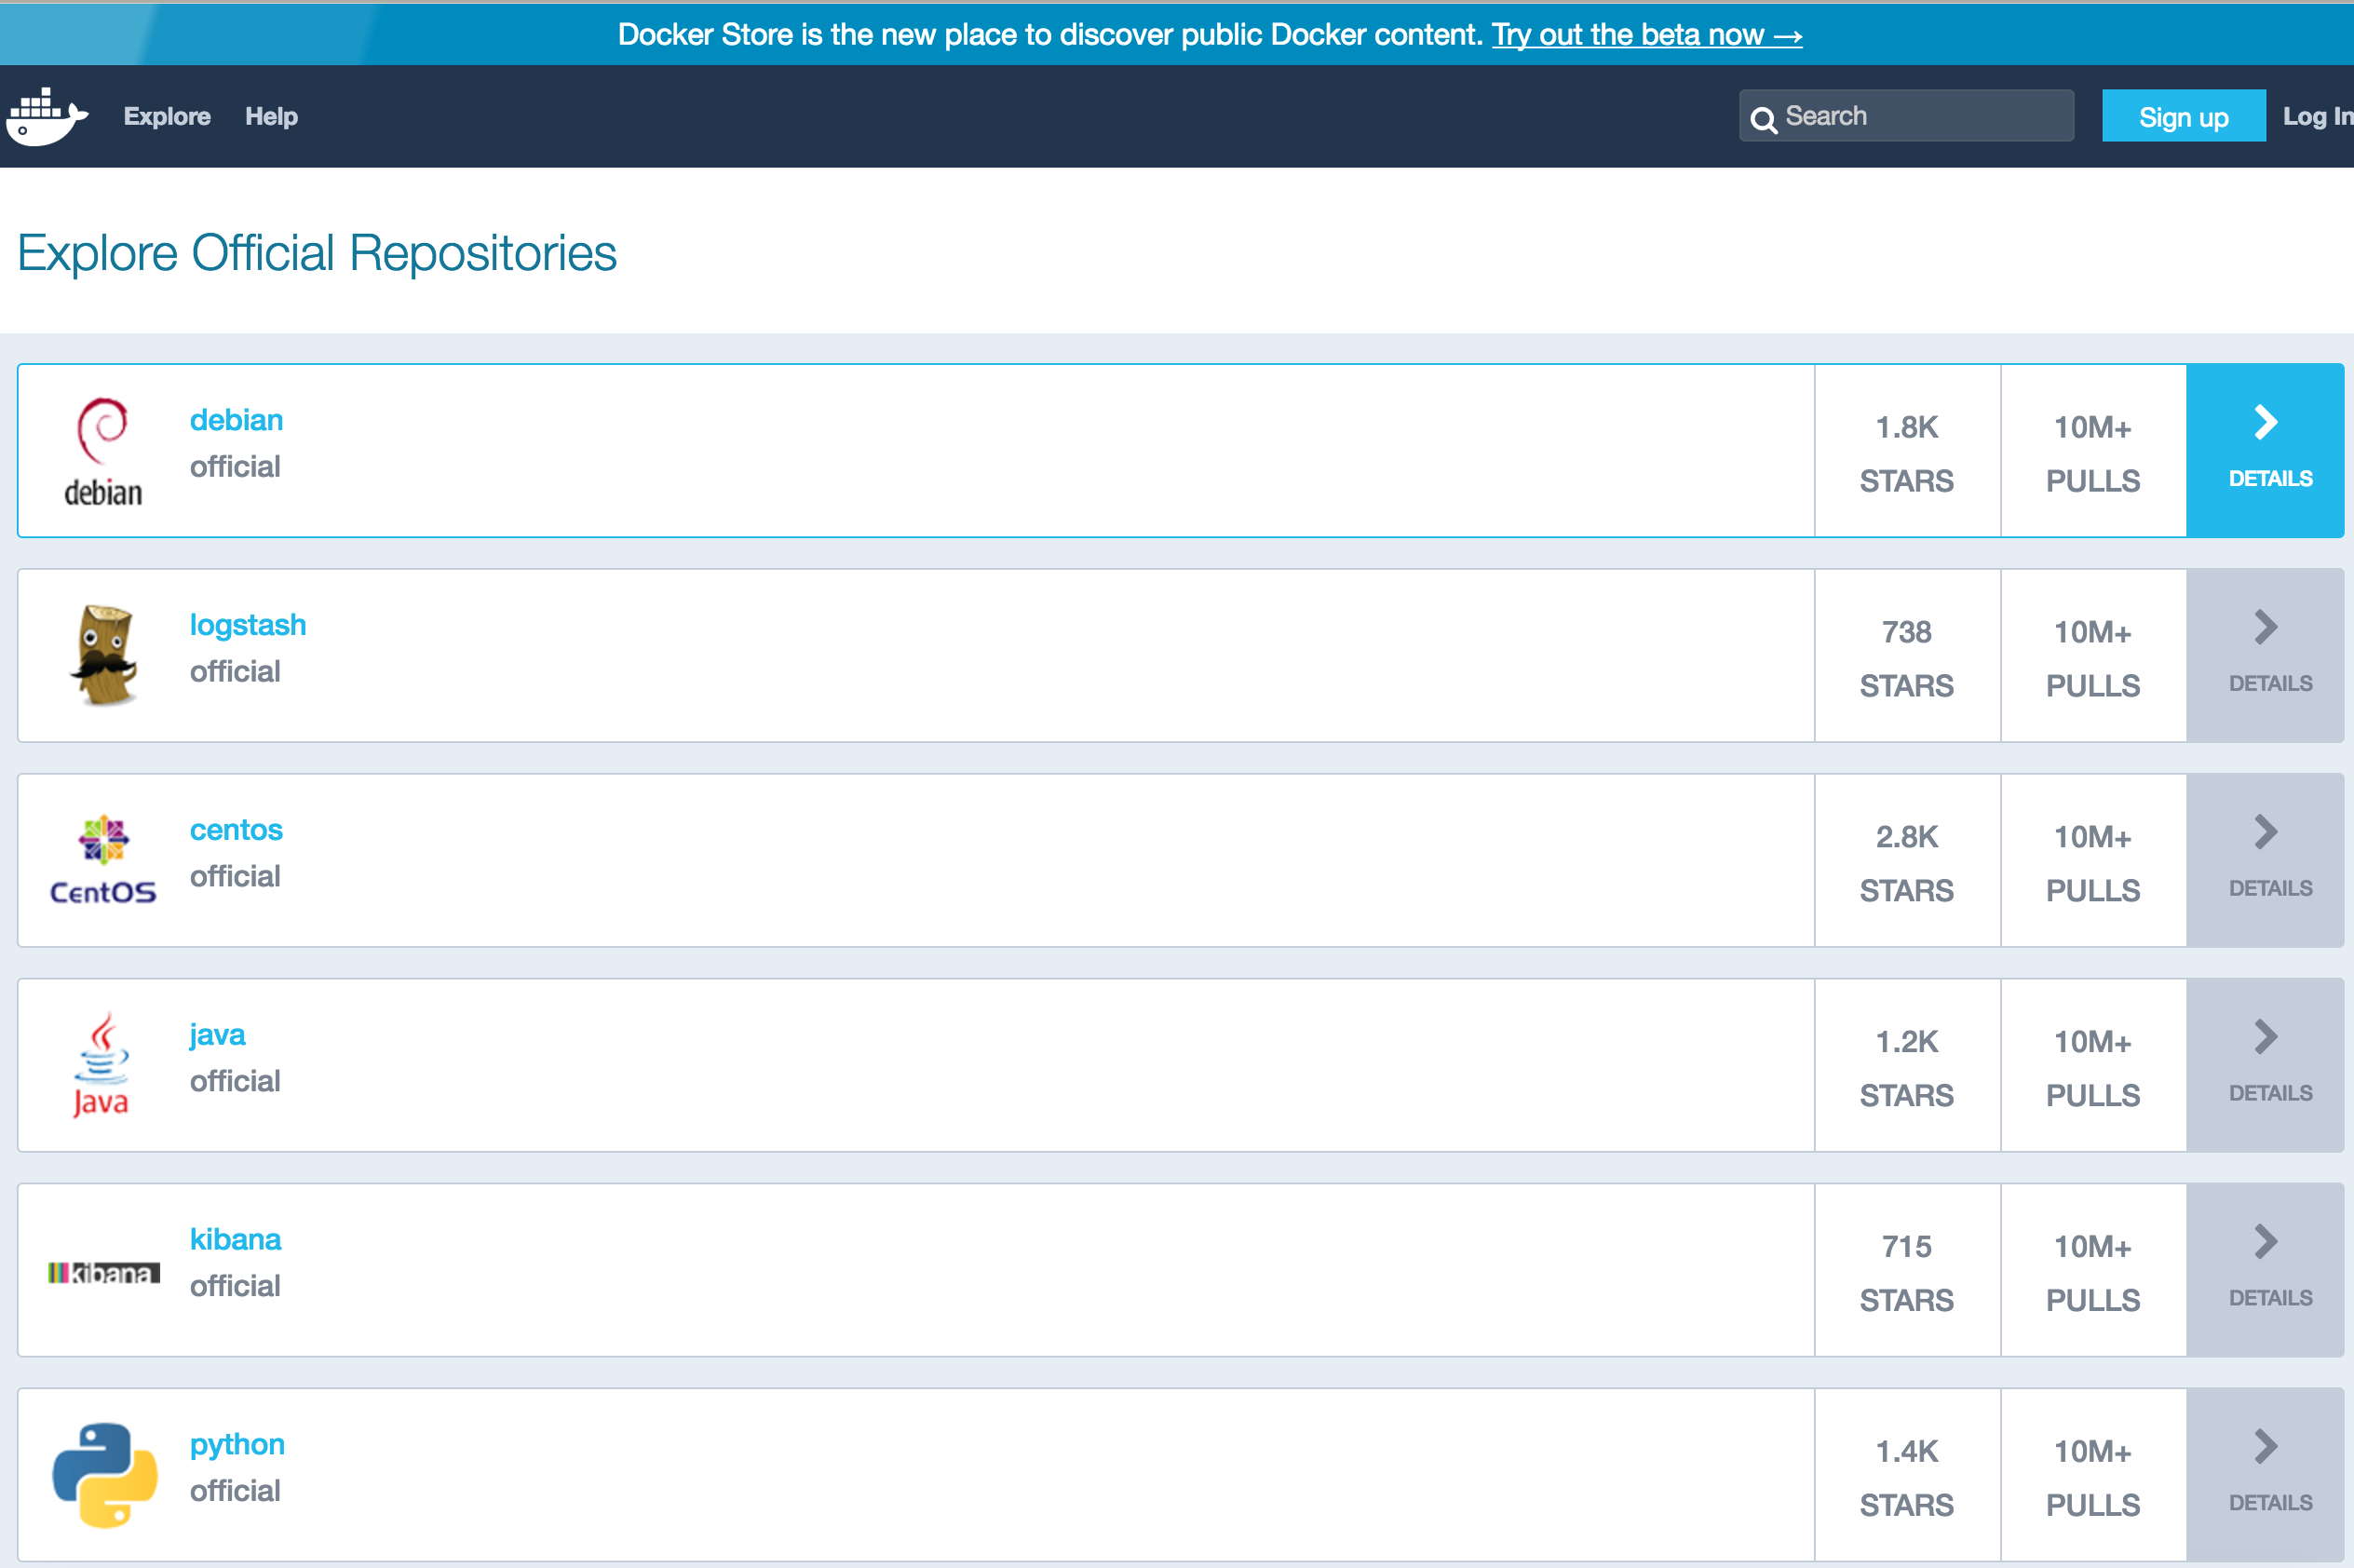 Docker Store is the new place to discover public Docker content. Try out the beta now →
Explore Help Search Sign up Log In
Explore Official Repositories
debian
debian
official
1.8K
STARS
10M+
PULLS
DETAILS
logstash
official
738
STARS
10M+
PULLS
DETAILS
CentOS
centos
official
2.8K
STARS
10M+
PULLS
DETAILS
Java
java
official
1.2K
STARS
10M+
PULLS
DETAILS
kibana
kibana
official
715
STARS
10M+
PULLS
DETAILS
python
official
1.4K
STARS
10M+
PULLS
DETAILS